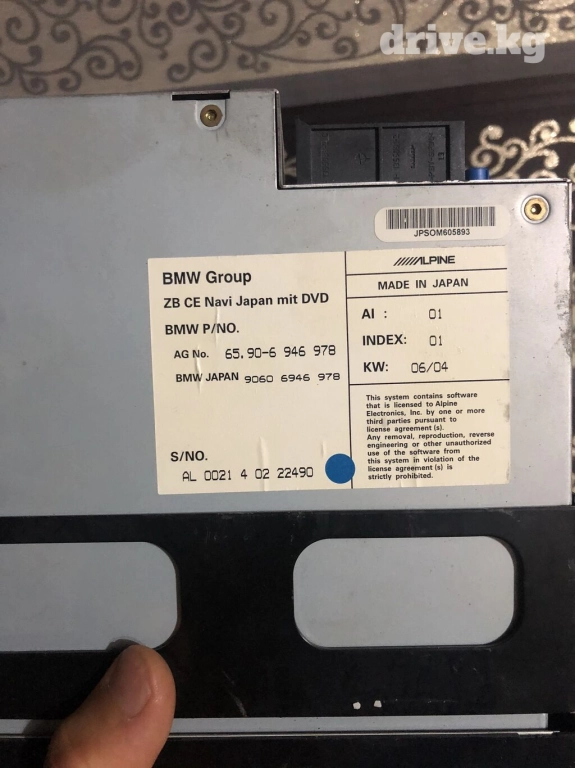 drive.kg
JPSOM605893
BMW Group
ZB CE Navi Japan mit DVD
BMW P/NO.
AG No. 65.90-6 946 978
BMW JAPAN 9060 6946 978
S/NO.
AL 0021 4 02 22490
ALPINE
MADE IN JAPAN
AI : 01
INDEX: 01
KW: 06/04
This system contains software
that is licensed to Alpine
Electronics, Inc. by one or more
third parties pursuant to
license agreement (s).
Any removal, reproduction, reverse
engineering or other unauthorized
use of the software from
this system in violation of the
license agreement (s) is
strictly prohibited.